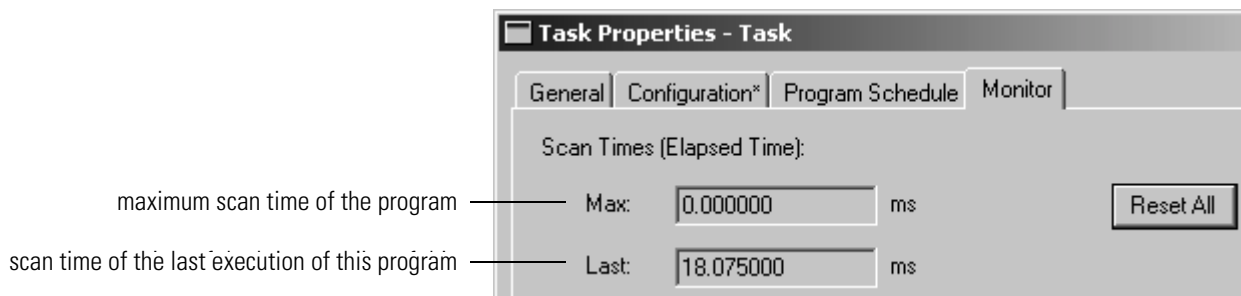 Task Properties - Task
General Configuration* Program Schedule Monitor
Scan Times (Elapsed Time):
maximum scan time of the program Max: 0.000000 ms Reset All
scan time of the last execution of this program Last: 18.075000 ms